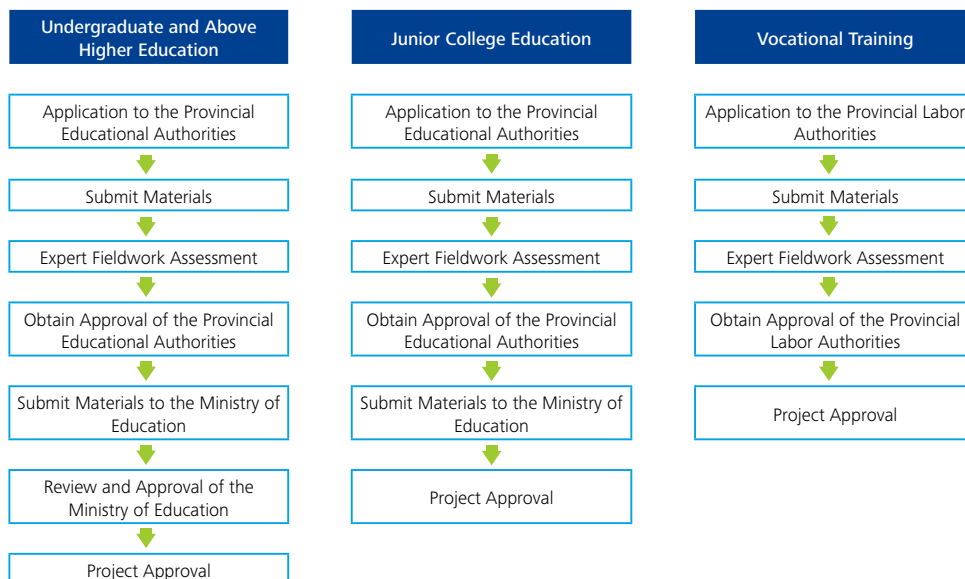 Undergraduate and Above
Higher Education
Application to the Provincial
Educational Authorities
Submit Materials
Expert Fieldwork Assessment
Obtain Approval of the Provincial
Educational Authorities
Submit Materials to the Ministry of
Education
Review and Approval of the
Ministry of Education
Project Approval
Junior College Education
Application to the Provincial
Educational Authorities
Submit Materials
Expert Fieldwork Assessment
Obtain Approval of the Provincial
Educational Authorities
Submit Materials to the Ministry of
Education
Project Approval
Vocational Training
Application to the Provincial Labor
Authorities
Submit Materials
Expert Fieldwork Assessment
Obtain Approval of the Provincial
Labor Authorities
Project Approval